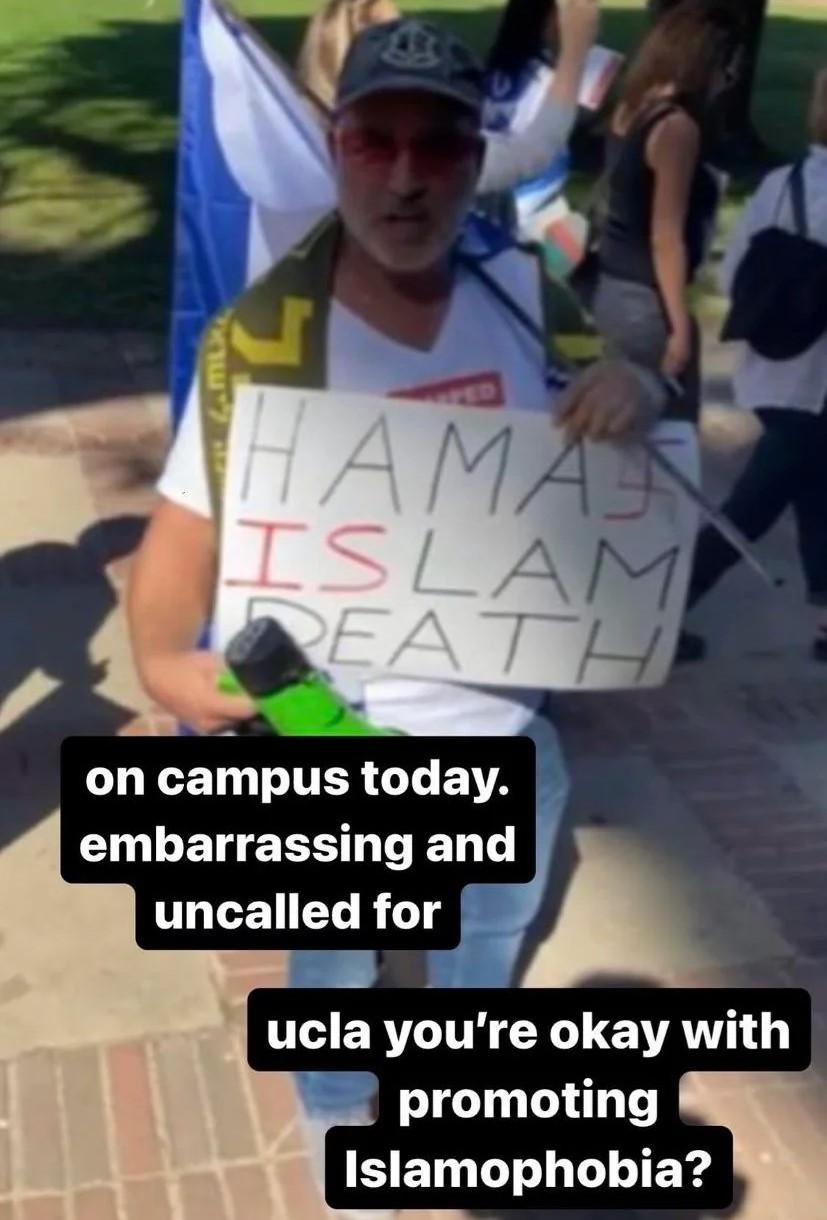 HAMAS
ISLAM
DEATH
on campus today.
embarrassing and
uncalled for
ucla you're okay with
promoting
Islamophobia?